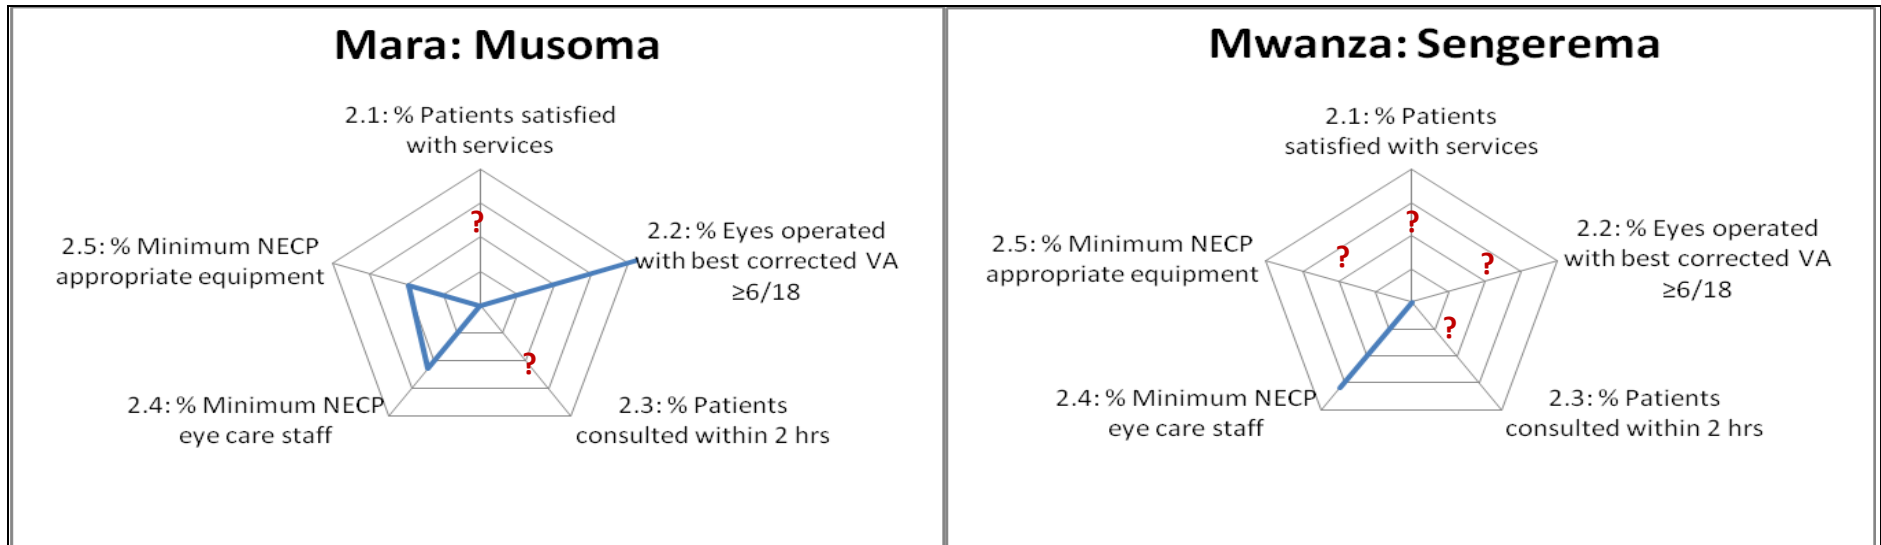 Mara: Musoma
2.1: % Patients satisfied
with services
?
2.2: % Eyes operated
with best corrected VA
≥6/18
2.5: % Minimum NECP
appropriate equipment
?
2.4: % Minimum NECP
eye care staff
2.3: % Patients
consulted within 2 hrs
Mwanza: Sengerema
2.1: % Patients
satisfied with services
?
?
?
2.2: % Eyes operated
with best corrected VA
≥6/18
2.5: % Minimum NECP
appropriate equipment
?
2.4: % Minimum NECP
eye care staff
2.3: % Patients
consulted within 2 hrs